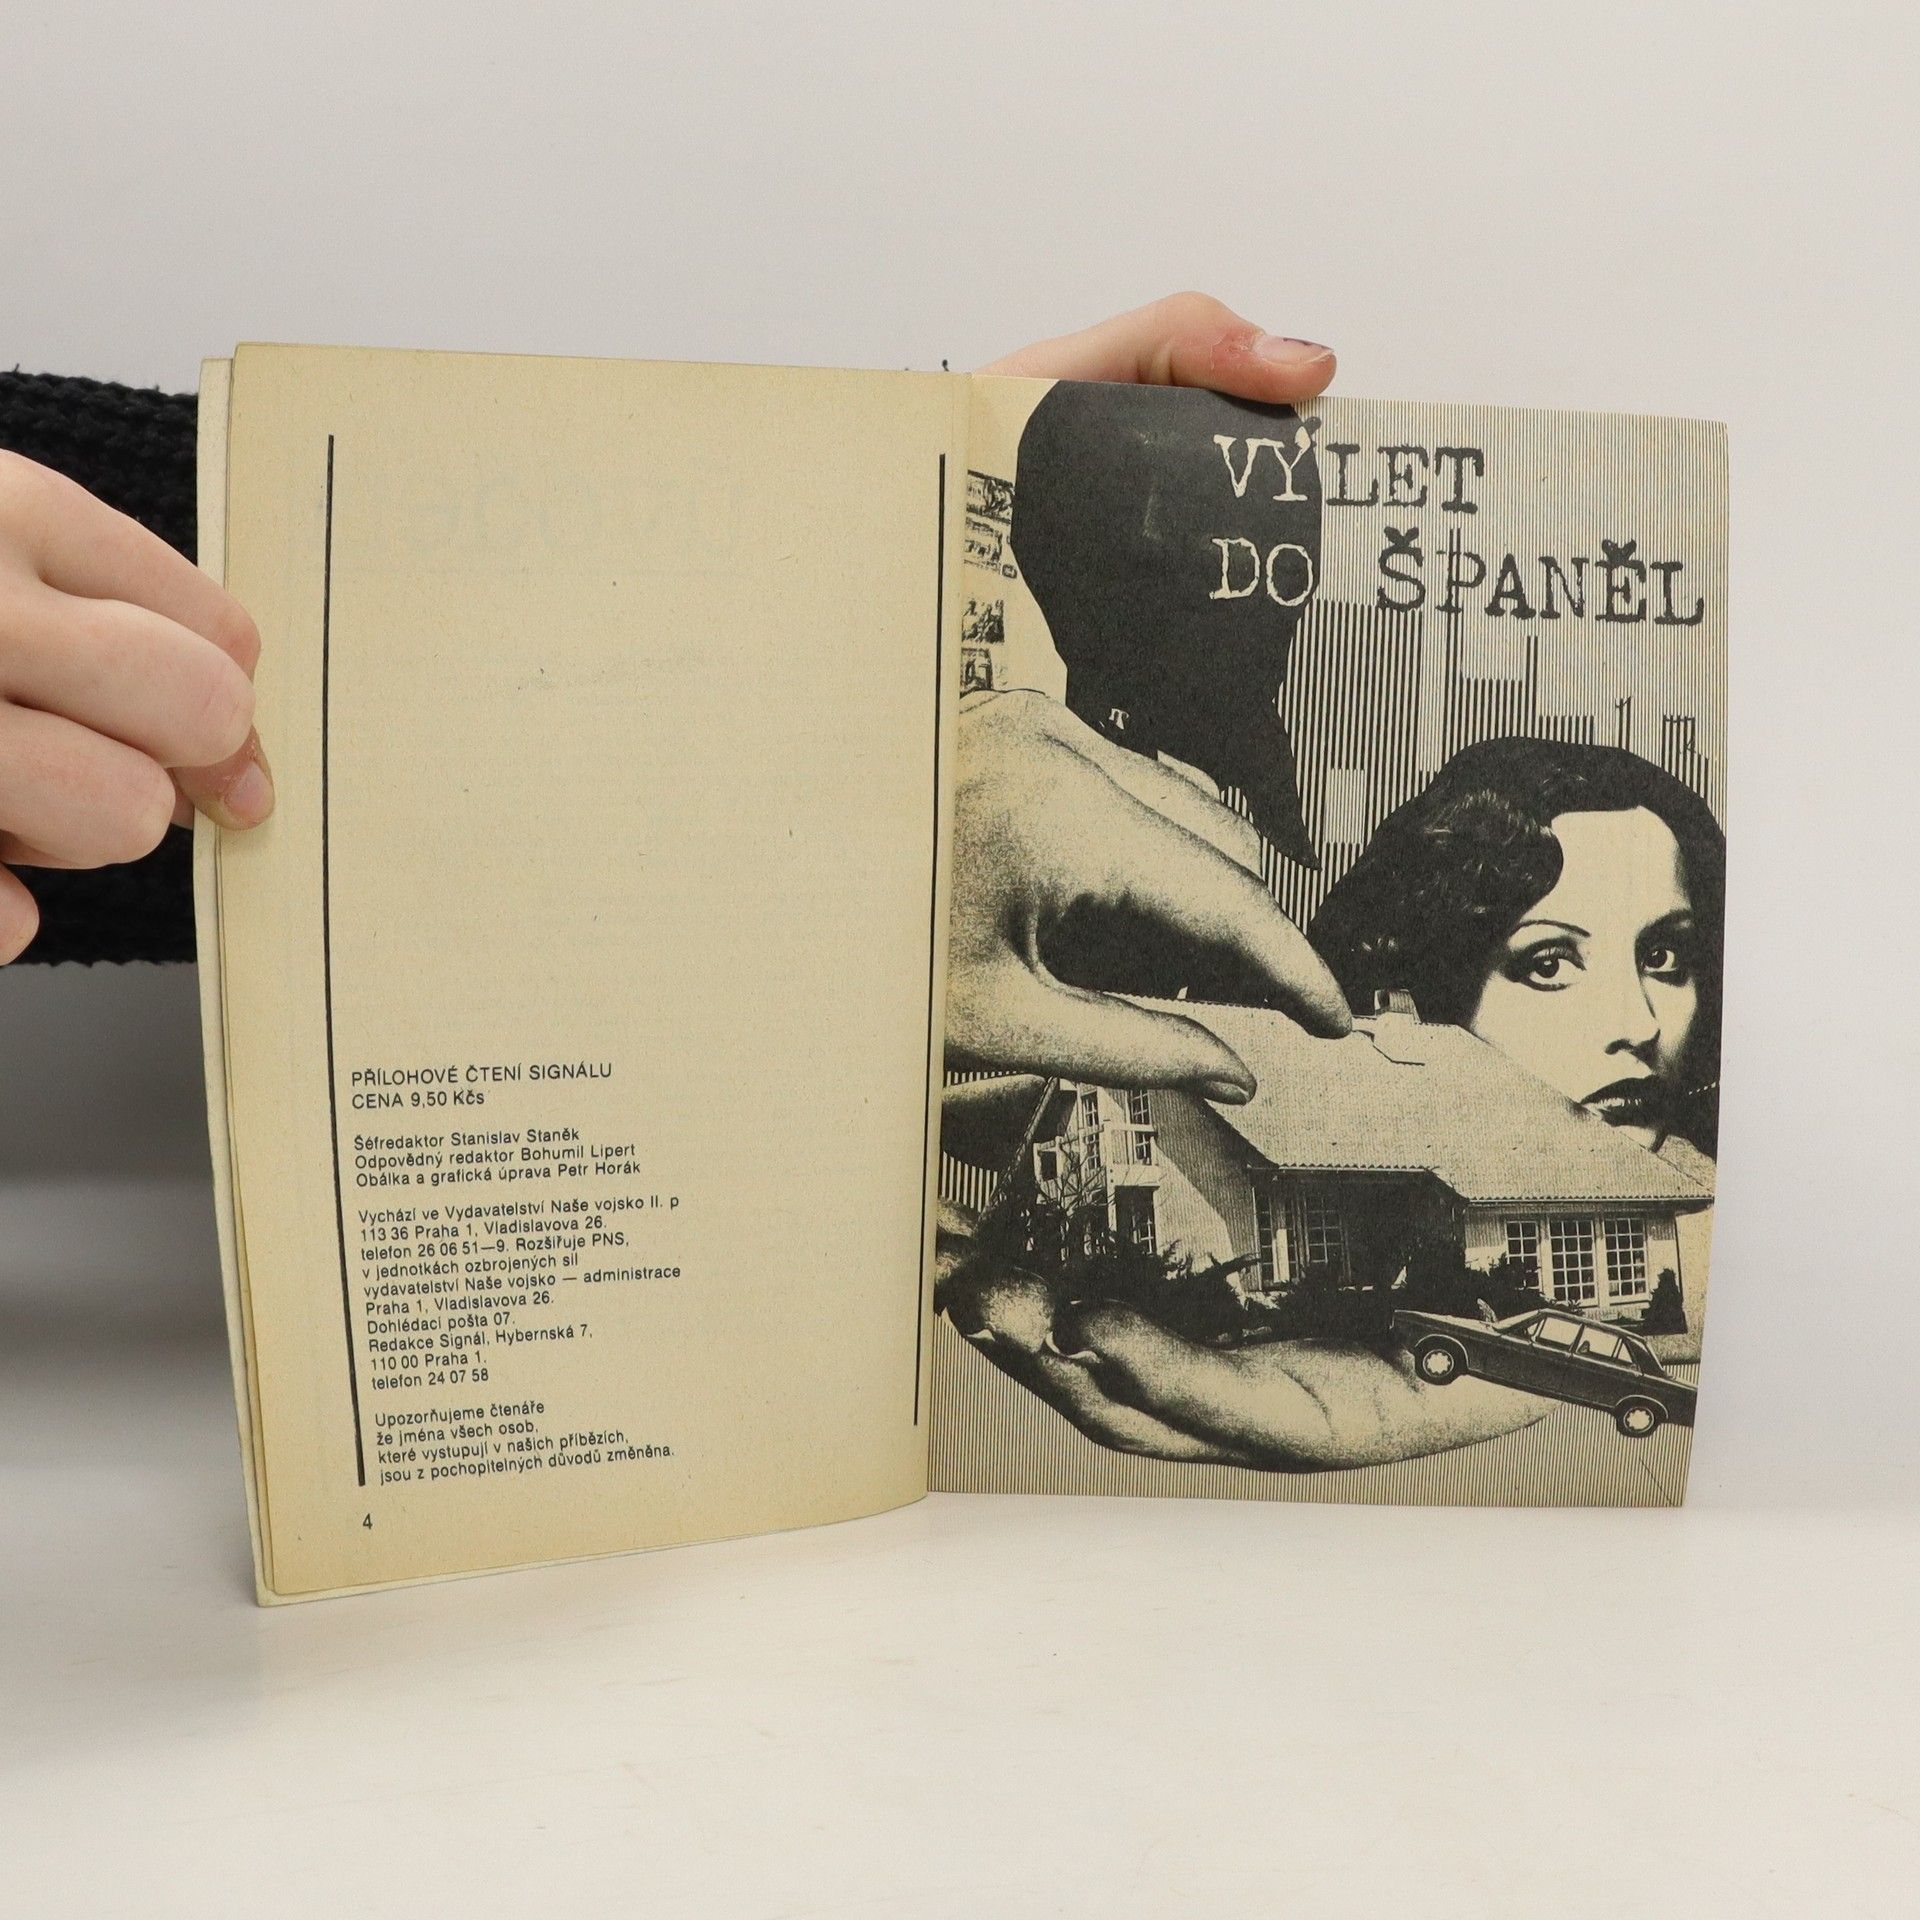 PŘÍLOHOVÉ ČTENÍ SIGNÁLU
CENA 9,50 Kčs
Šéfredaktor Stanislav Staněk
Odpovědný redaktor Bohumil Lipert
Obálka a grafická úprava Petr Horák
Vychází ve Vydavatelství Naše vojsko II. p
113 36 Praha 1, Vladislavova 26.
telefon 26 06 51—9. Rozšiřuje PNS,
v jednotkách ozbrojených sil
vydavatelství Naše vojsko — administrace
Praha 1, Vladislavova 26.
Dohlédací pošta 07.
Redakce Signál, Hybernská 7,
110 00 Praha 1.
telefon 24 07 58
Upozorňujeme čtenáře
že jména všech osob,
které vystupují v našich příbězích,
jsou z pochopitelných důvodů změněna.
4
VÝLET
DO ŠPANĚL